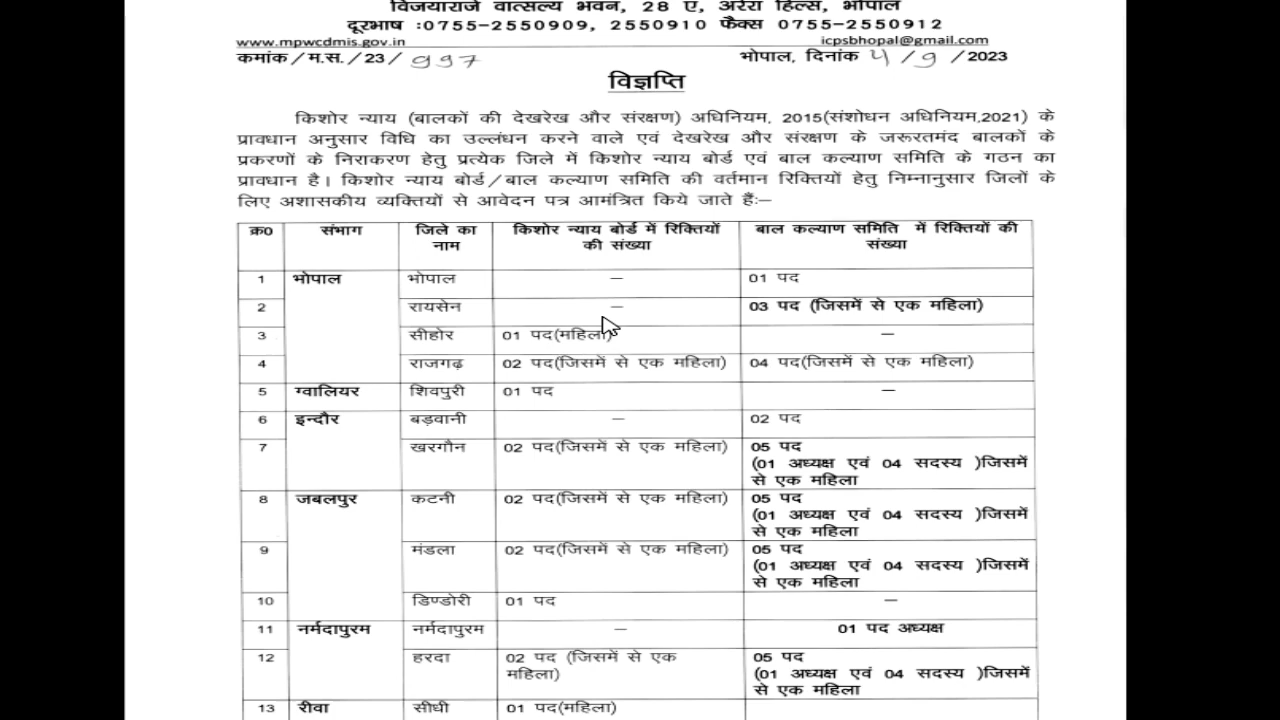 विजयाराजे वात्सल्य भवन, 28 ए, अरेरा हिल्स, भोपाल
दूरभाष :0755-2550909, 2550910 फैक्स 0755-2550912
www.mpwcdmis.gov.in icpsbhopal@gmail.com
कमांक/म.स./23/997 भोपाल, दिनांक 4/9/2023
विज्ञप्ति
किशोर न्याय (बालकों की देखरेख और संरक्षण) अधिनियम, 2015(संशोधन अधिनियम,2021) के
प्रावधान अनुसार विधि का उल्लंधन करने वाले एवं देखरेख और संरक्षण के जरूरतमंद बालकों के
प्रकरणों के निराकरण हेतु प्रत्येक जिले में किशोर न्याय बोर्ड एवं बाल कल्याण समिति के गठन का
प्रावधान है। किशोर न्याय बोर्ड/बाल कल्याण समिति की वर्तमान रिक्तियों हेतु निम्नानुसार जिलों के
लिए अशासकीय व्यक्तियों से आवेदन पत्र आमंत्रित किये जाते हैंः—
क्र0 संभाग जिले का नाम किशोर न्याय बोर्ड में रिक्तियों की संख्या बाल कल्याण समिति में रिक्तियों की संख्या
1 भोपाल भोपाल — 01 पद
2 रायसेन — 03 पद (जिसमें से एक महिला)
3 सीहोर 01 पद(महिला) —
4 राजगढ़ 02 पद(जिसमें से एक महिला) 04 पद(जिसमें से एक महिला)
5 ग्वालियर शिवपुरी 01 पद —
6 इन्दौर बड़वानी — 02 पद
7 खरगौन 02 पद(जिसमें से एक महिला) 05 पद
(01 अध्यक्ष एवं 04 सदस्य )जिसमें
से एक महिला
8 जबलपुर कटनी 02 पद(जिसमें से एक महिला) 05 पद
(01 अध्यक्ष एवं 04 सदस्य )जिसमें
से एक महिला
9 मंडला 02 पद(जिसमें से एक महिला) 05 पद
(01 अध्यक्ष एवं 04 सदस्य )जिसमें
से एक महिला
10 डिण्डोरी 01 पद —
11 नर्मदापुरम नर्मदापुरम — 01 पद अध्यक्ष
12 हरदा 02 पद (जिसमें से एक महिला) 05 पद
(01 अध्यक्ष एवं 04 सदस्य )जिसमें
से एक महिला
13 रीवा सीधी 01 पद(महिला)